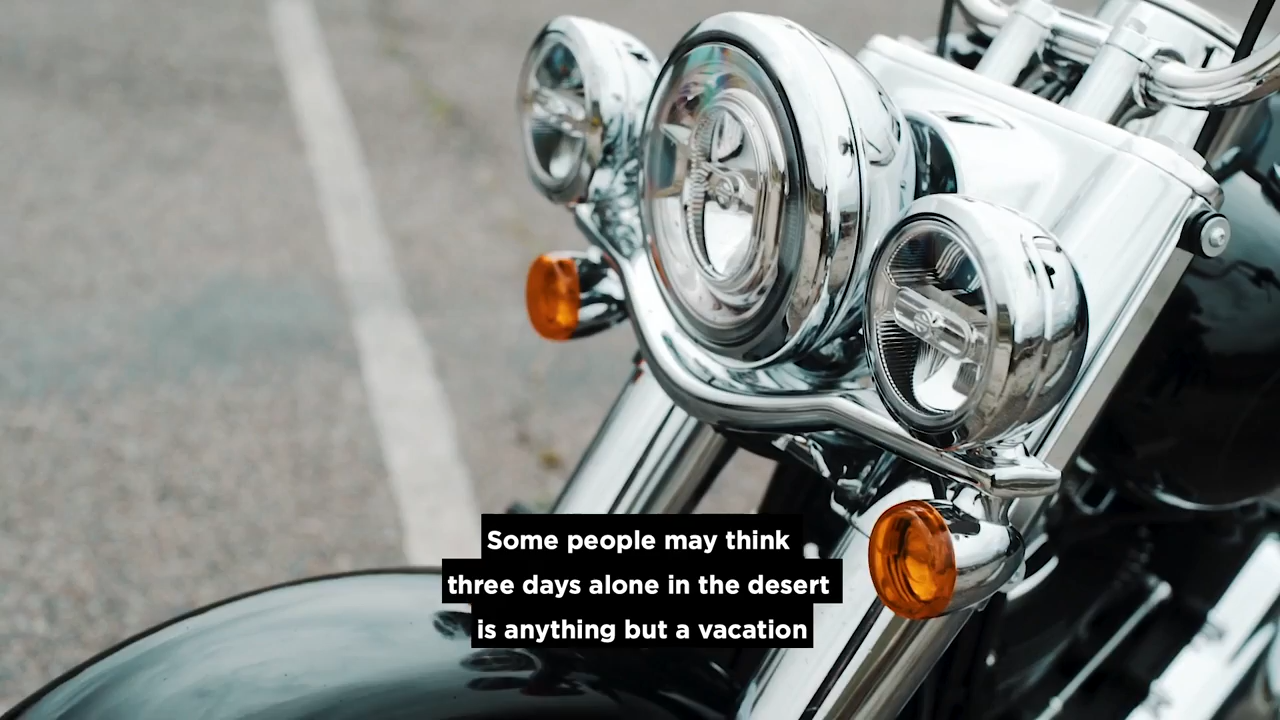 Some people may think
three days alone in the desert
is anything but a vacation